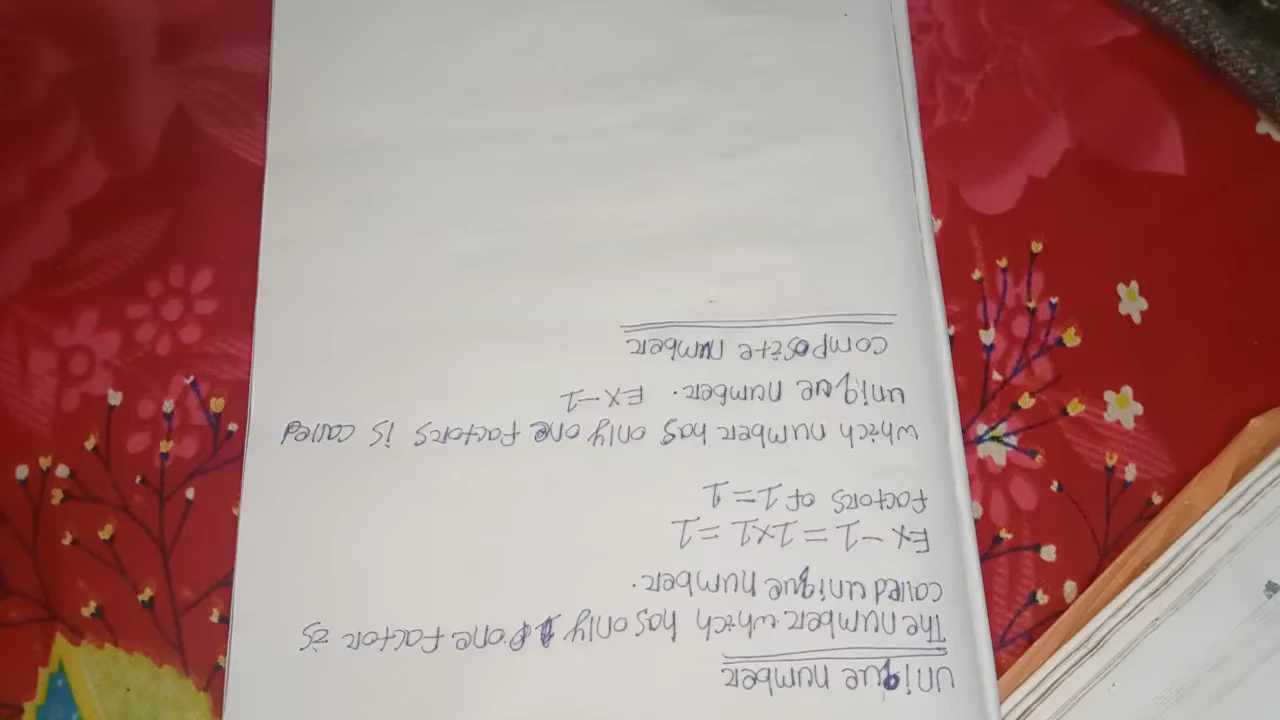 unique number
The number which has only one factor is
called unique number.
Ex - 1 = 1×1 = 1
factors of 1 = 1
which number has only one factors is called
unique number. Ex - 1
composite number